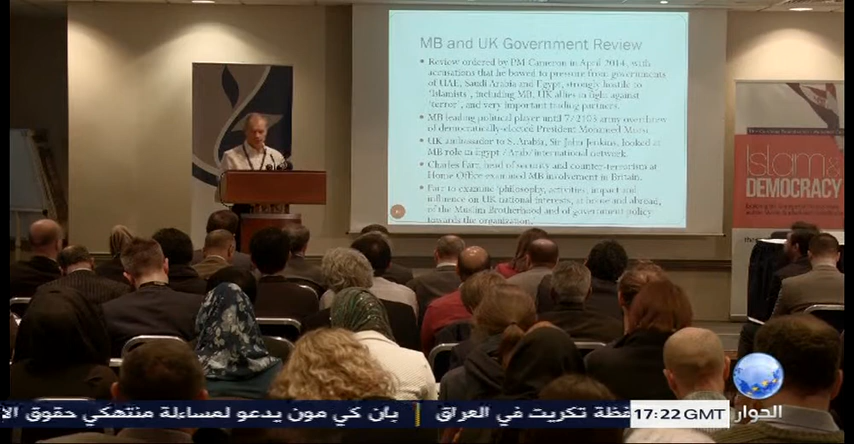 MB and UK Government Review
Review ordered by PM Cameron in April 2014, with
accusations that he bowed to pressure from governments
of UAE, Saudi Arabia and Egypt, strongly hostile to
'Islamists', including MB, UK allies in fight against
'terror', and very important trading partners.
MB leading political player until 7/2103 army overthrow
of democratically-elected President Mohamed Mursi.
UK ambassador to S. Arabia, Sir John Jenkins, looked at
MB role in Egypt / Arab/ international network.
Charles Farr, head of security and counter-terrorists at
Home Office examined MB involvement in Britain.
Farr to examine 'philosophy, activities, impact and
influence on UK national interests, at home and abroad,
of the Muslim Brotherhood and of government policy
towards the organisation.
Islam &
DEMOCRACY
الحوار
17:22 GMT
فظة تكريت في العراق
بان كي مون يدعو لمساءلة منتهكي حقوق الإ